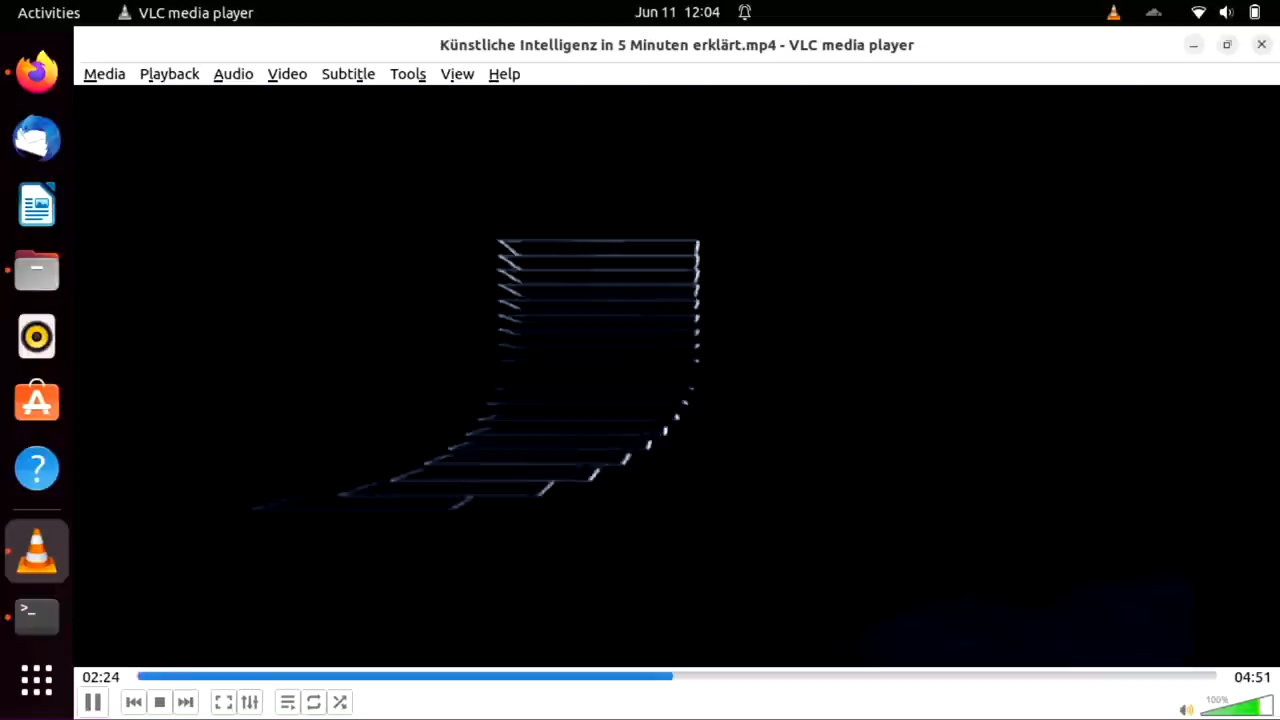 Activities
VLC media player
Jun 11 12:04
Künstliche Intelligenz in 5 Minuten erklärt.mp4 - VLC media player
Media Playback Audio Video Subtitle Tools View Help
02:24
04:51
100%